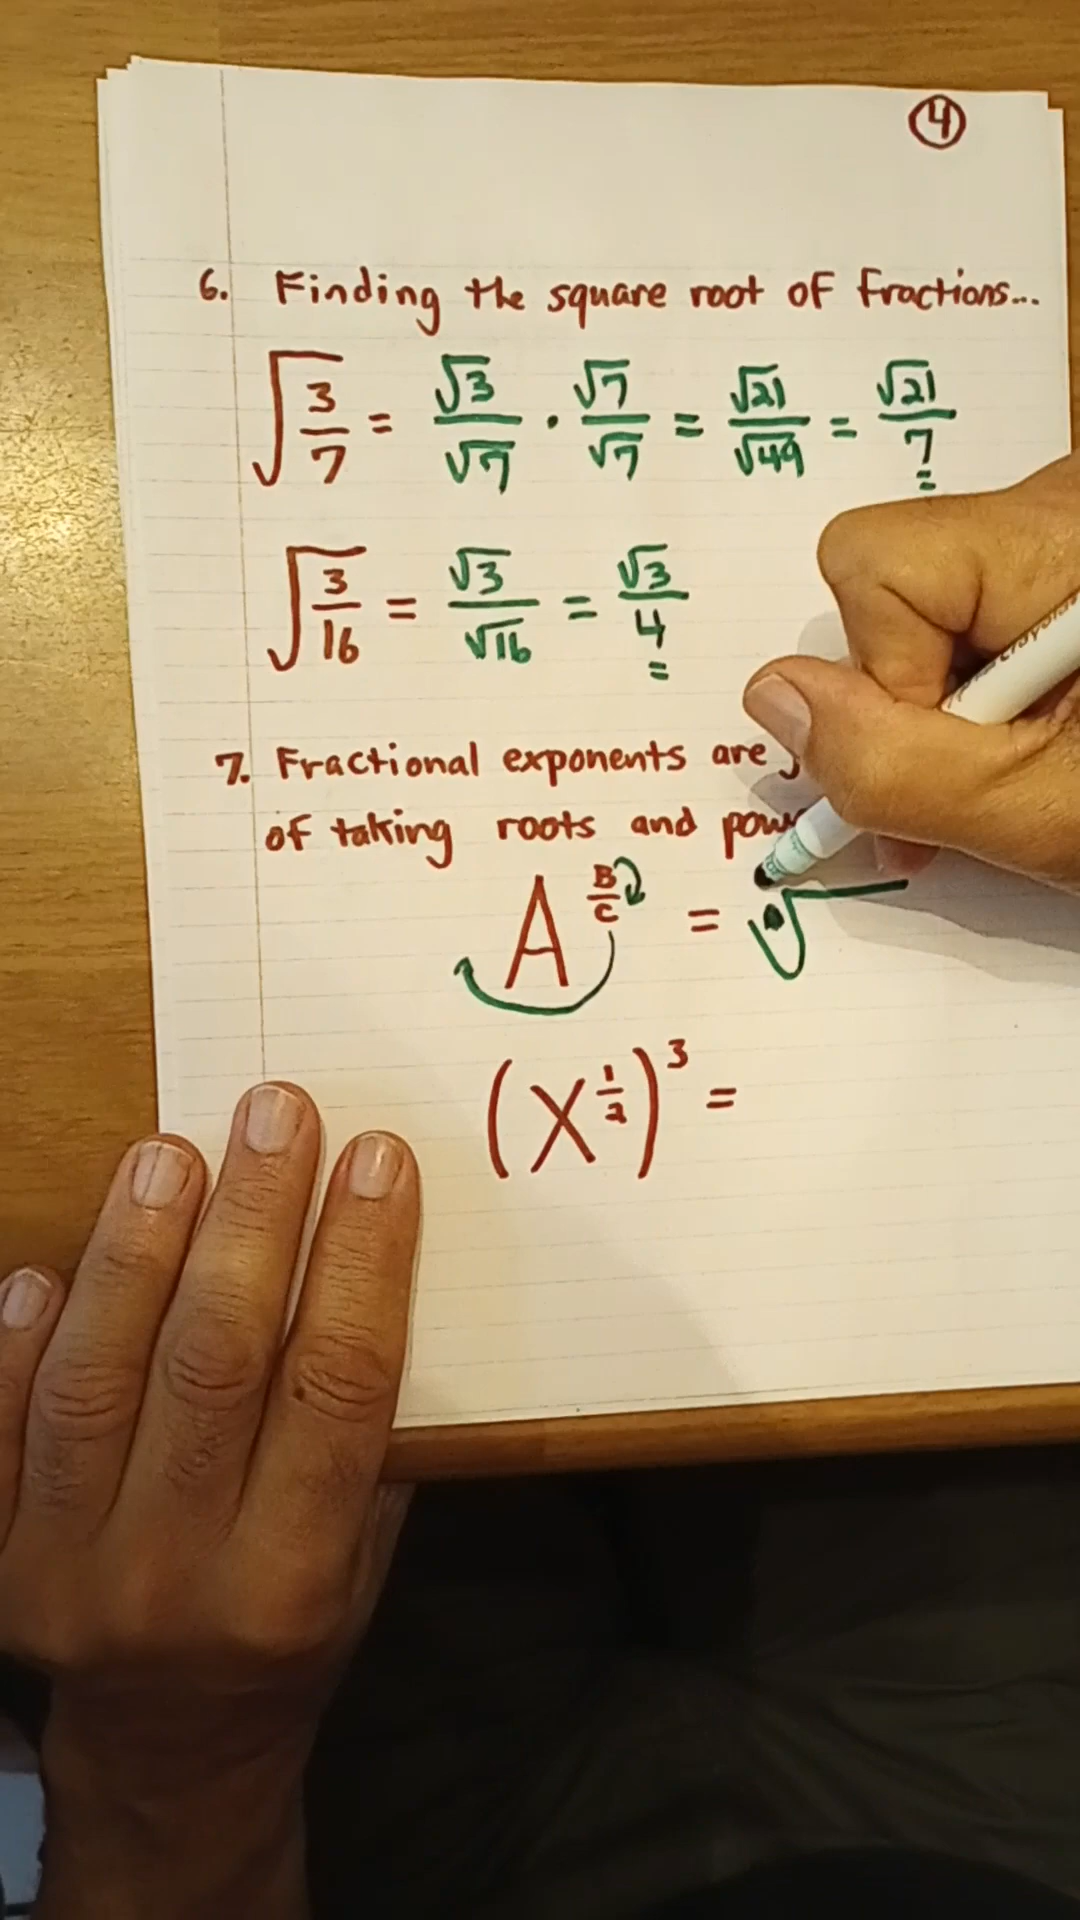 4
6. Finding the square root of fractions...
√(3/7) = √3/√7 · √7/√7 = √21/√49 = √21/7
√(3/16) = √3/√16 = √3/4
7. Fractional exponents are
of taking roots and
A^(B/C) = √
(X^(1/2))^3 =
Crayola